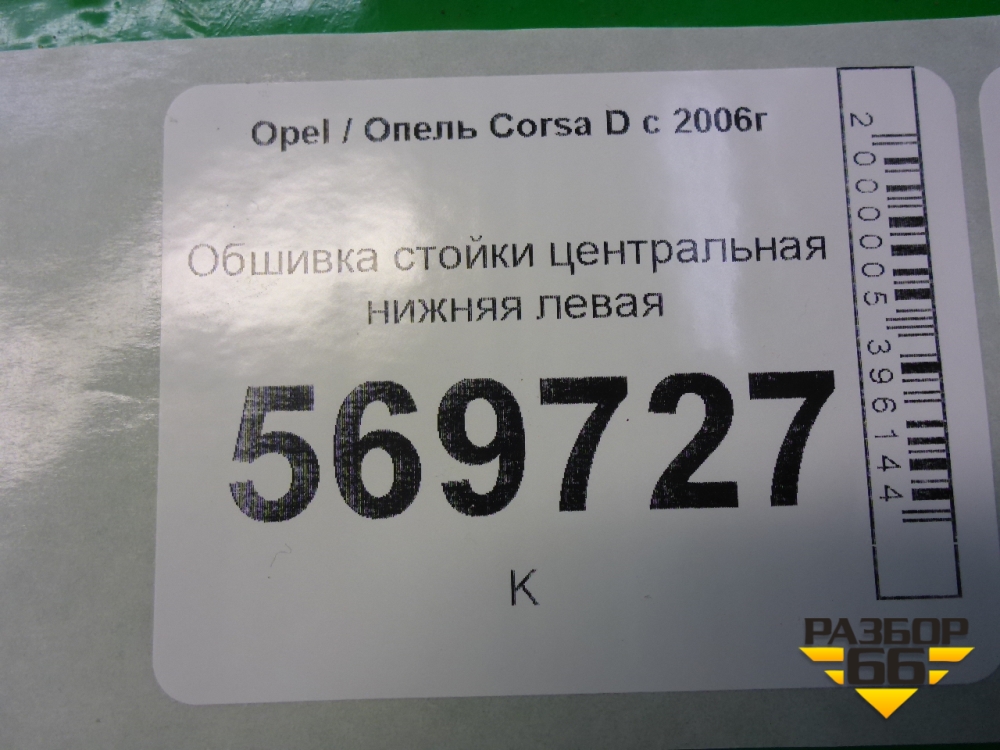 Opel / Опель Corsa D с 2006г
Обшивка стойки центральная
нижняя левая
569727
К
2000005396144
РАЗБОР
66